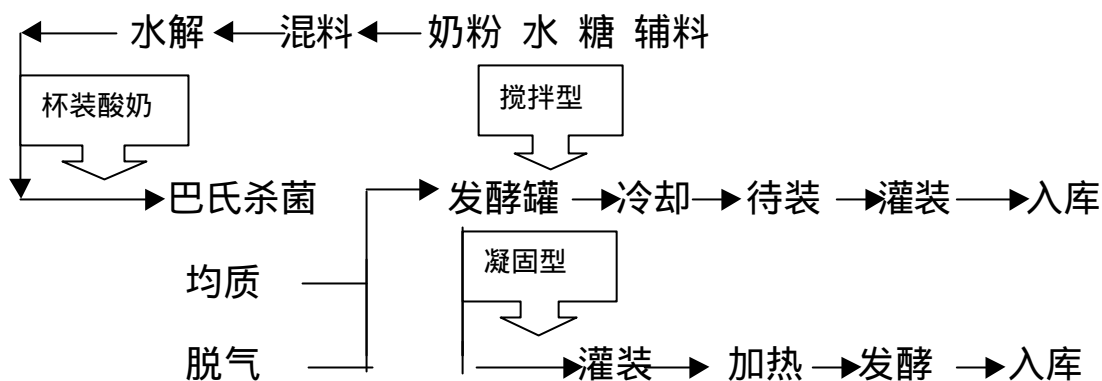 水解 混料 奶粉 水 糖 辅料
杯装酸奶
搅拌型
巴氏杀菌 发酵罐 冷却 待装 灌装 入库
均质
凝固型
脱气 灌装 加热 发酵 入库